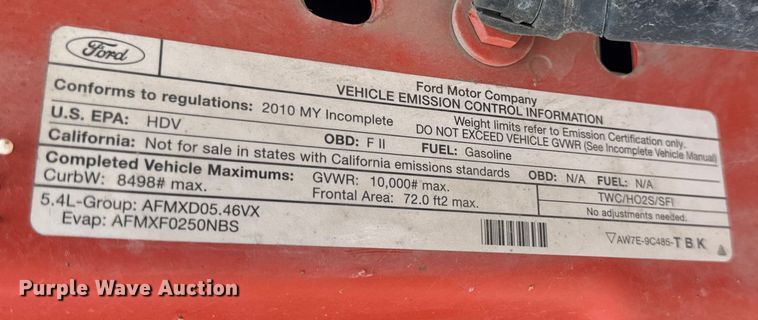 Ford
Ford Motor Company
VEHICLE EMISSION CONTROL INFORMATION
Conforms to regulations: 2010 MY Incomplete
Weight limits refer to Emission Certification only.
DO NOT EXCEED VEHICLE GVWR (See Incomplete Vehicle Manual)
U.S. EPA: HDV OBD: F II FUEL: Gasoline
California: Not for sale in states with California emissions standards OBD: N/A FUEL: N/A
Completed Vehicle Maximums: GVWR: 10,000# max.
CurbW: 8498# max. Frontal Area: 72.0 ft2 max.
TWC/HO2S/SFI
No adjustments needed.
5.4L-Group: AFMXD05.46VX
Evap: AFMXF0250NBS
AW7E-9C485-TBK
Purple Wave Auction